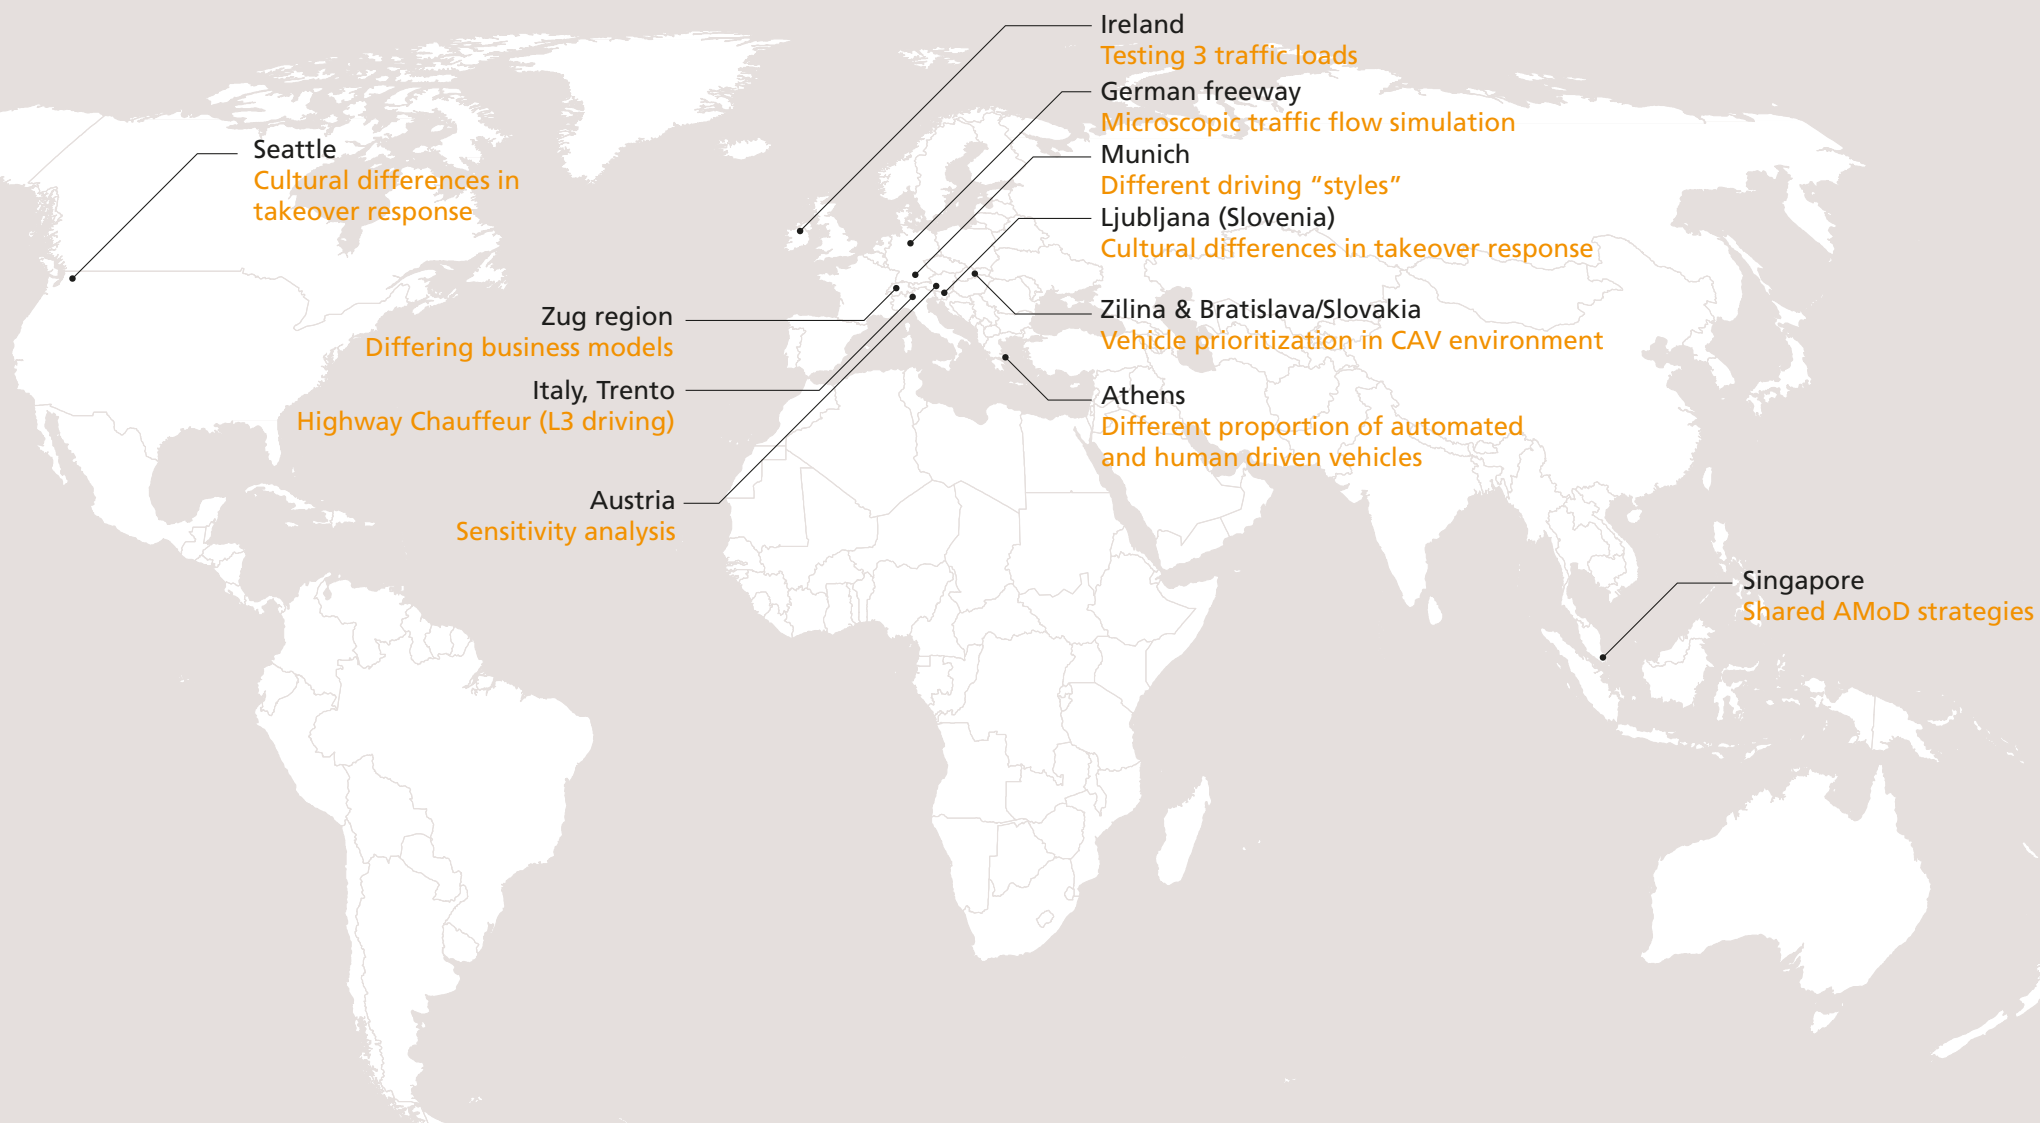 Ireland
Testing 3 traffic loads
German freeway
Microscopic traffic flow simulation
Munich
Different driving “styles”
Ljubljana (Slovenia)
Cultural differences in takeover response
Zilina & Bratislava/Slovakia
Vehicle prioritization in CAV environment
Athens
Different proportion of automated
and human driven vehicles
Seattle
Cultural differences in
takeover response
Zug region
Differing business models
Italy, Trento
Highway Chauffeur (L3 driving)
Austria
Sensitivity analysis
Singapore
Shared AMoD strategies